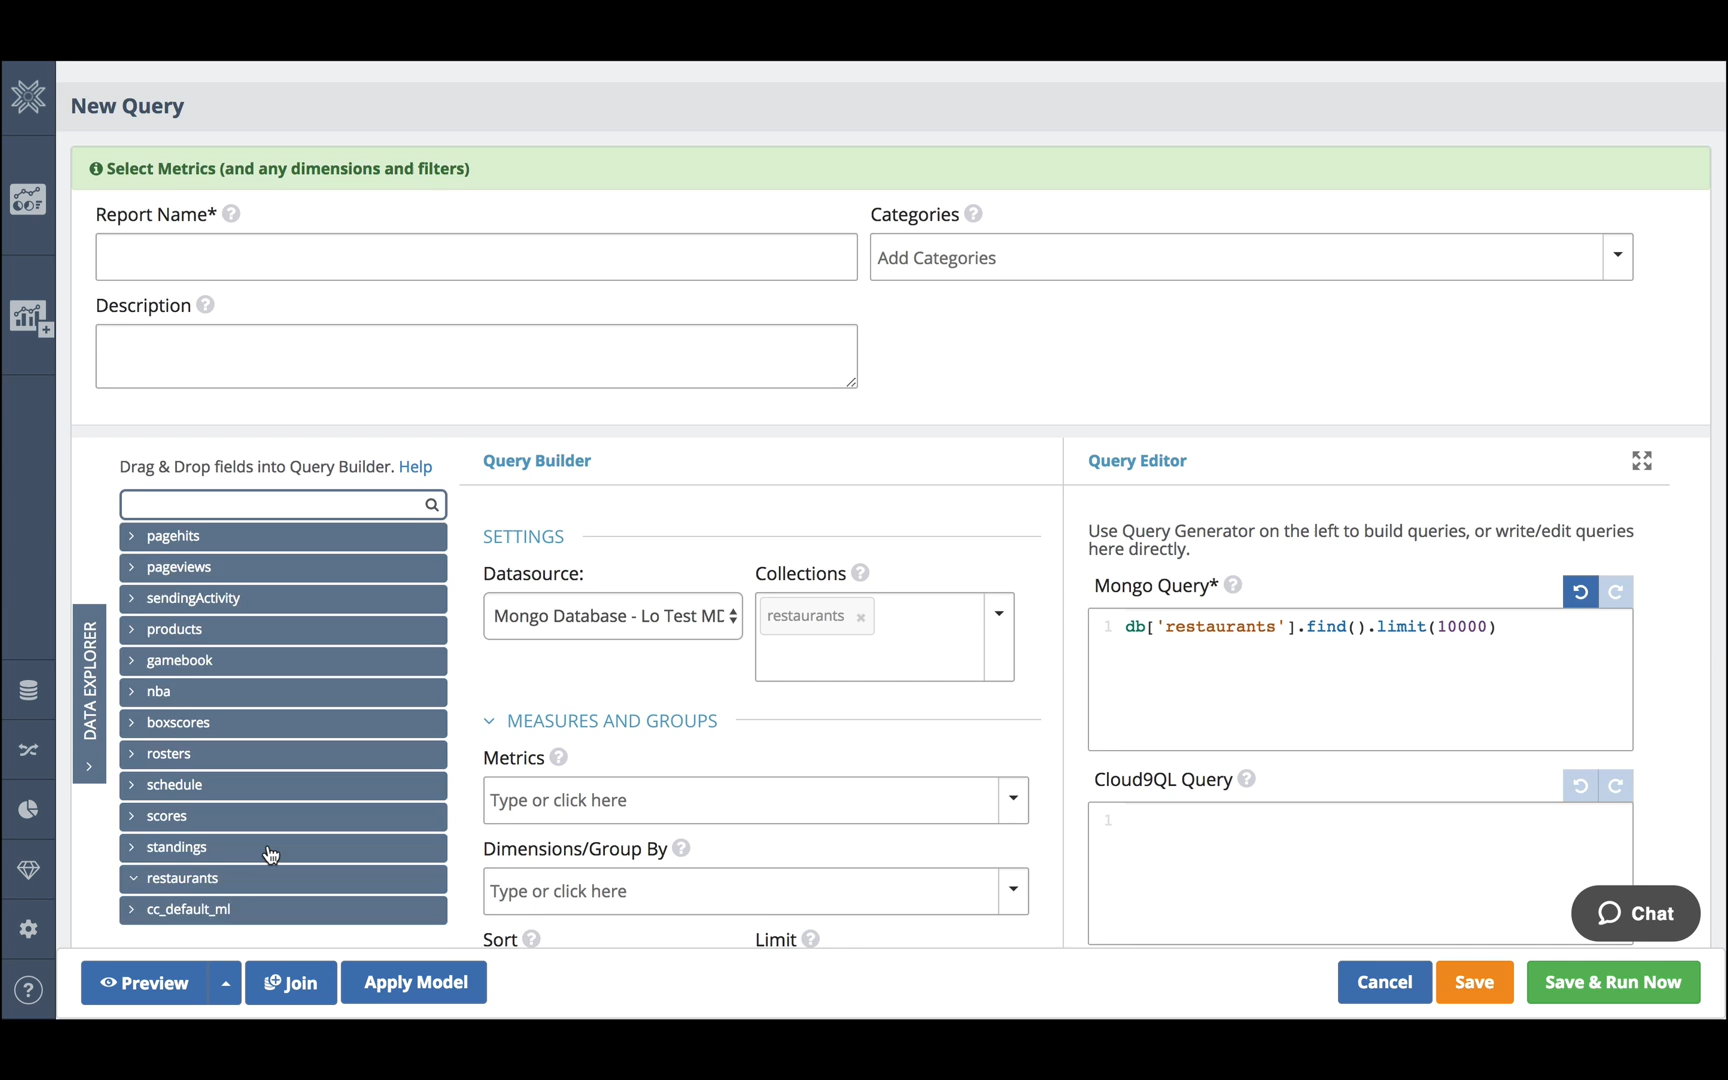 New Query
Select Metrics (and any dimensions and filters)
Report Name*
Categories
Add Categories
Description
Drag & Drop fields into Query Builder. Help
pagehits
pageviews
sendingActivity
products
gamebook
nba
boxscores
rosters
schedule
scores
standings
restaurants
cc_default_ml
DATA EXPLORER
Query Builder
SETTINGS
Datasource:
Collections
Mongo Database - Lo Test MD
restaurants ×
MEASURES AND GROUPS
Metrics
Type or click here
Dimensions/Group By
Type or click here
Sort
Limit
Query Editor
Use Query Generator on the left to build queries, or write/edit queries
here directly.
Mongo Query*
1 db['restaurants'].find().limit(10000)
Cloud9QL Query
1
Chat
Preview
Join
Apply Model
Cancel
Save
Save & Run Now